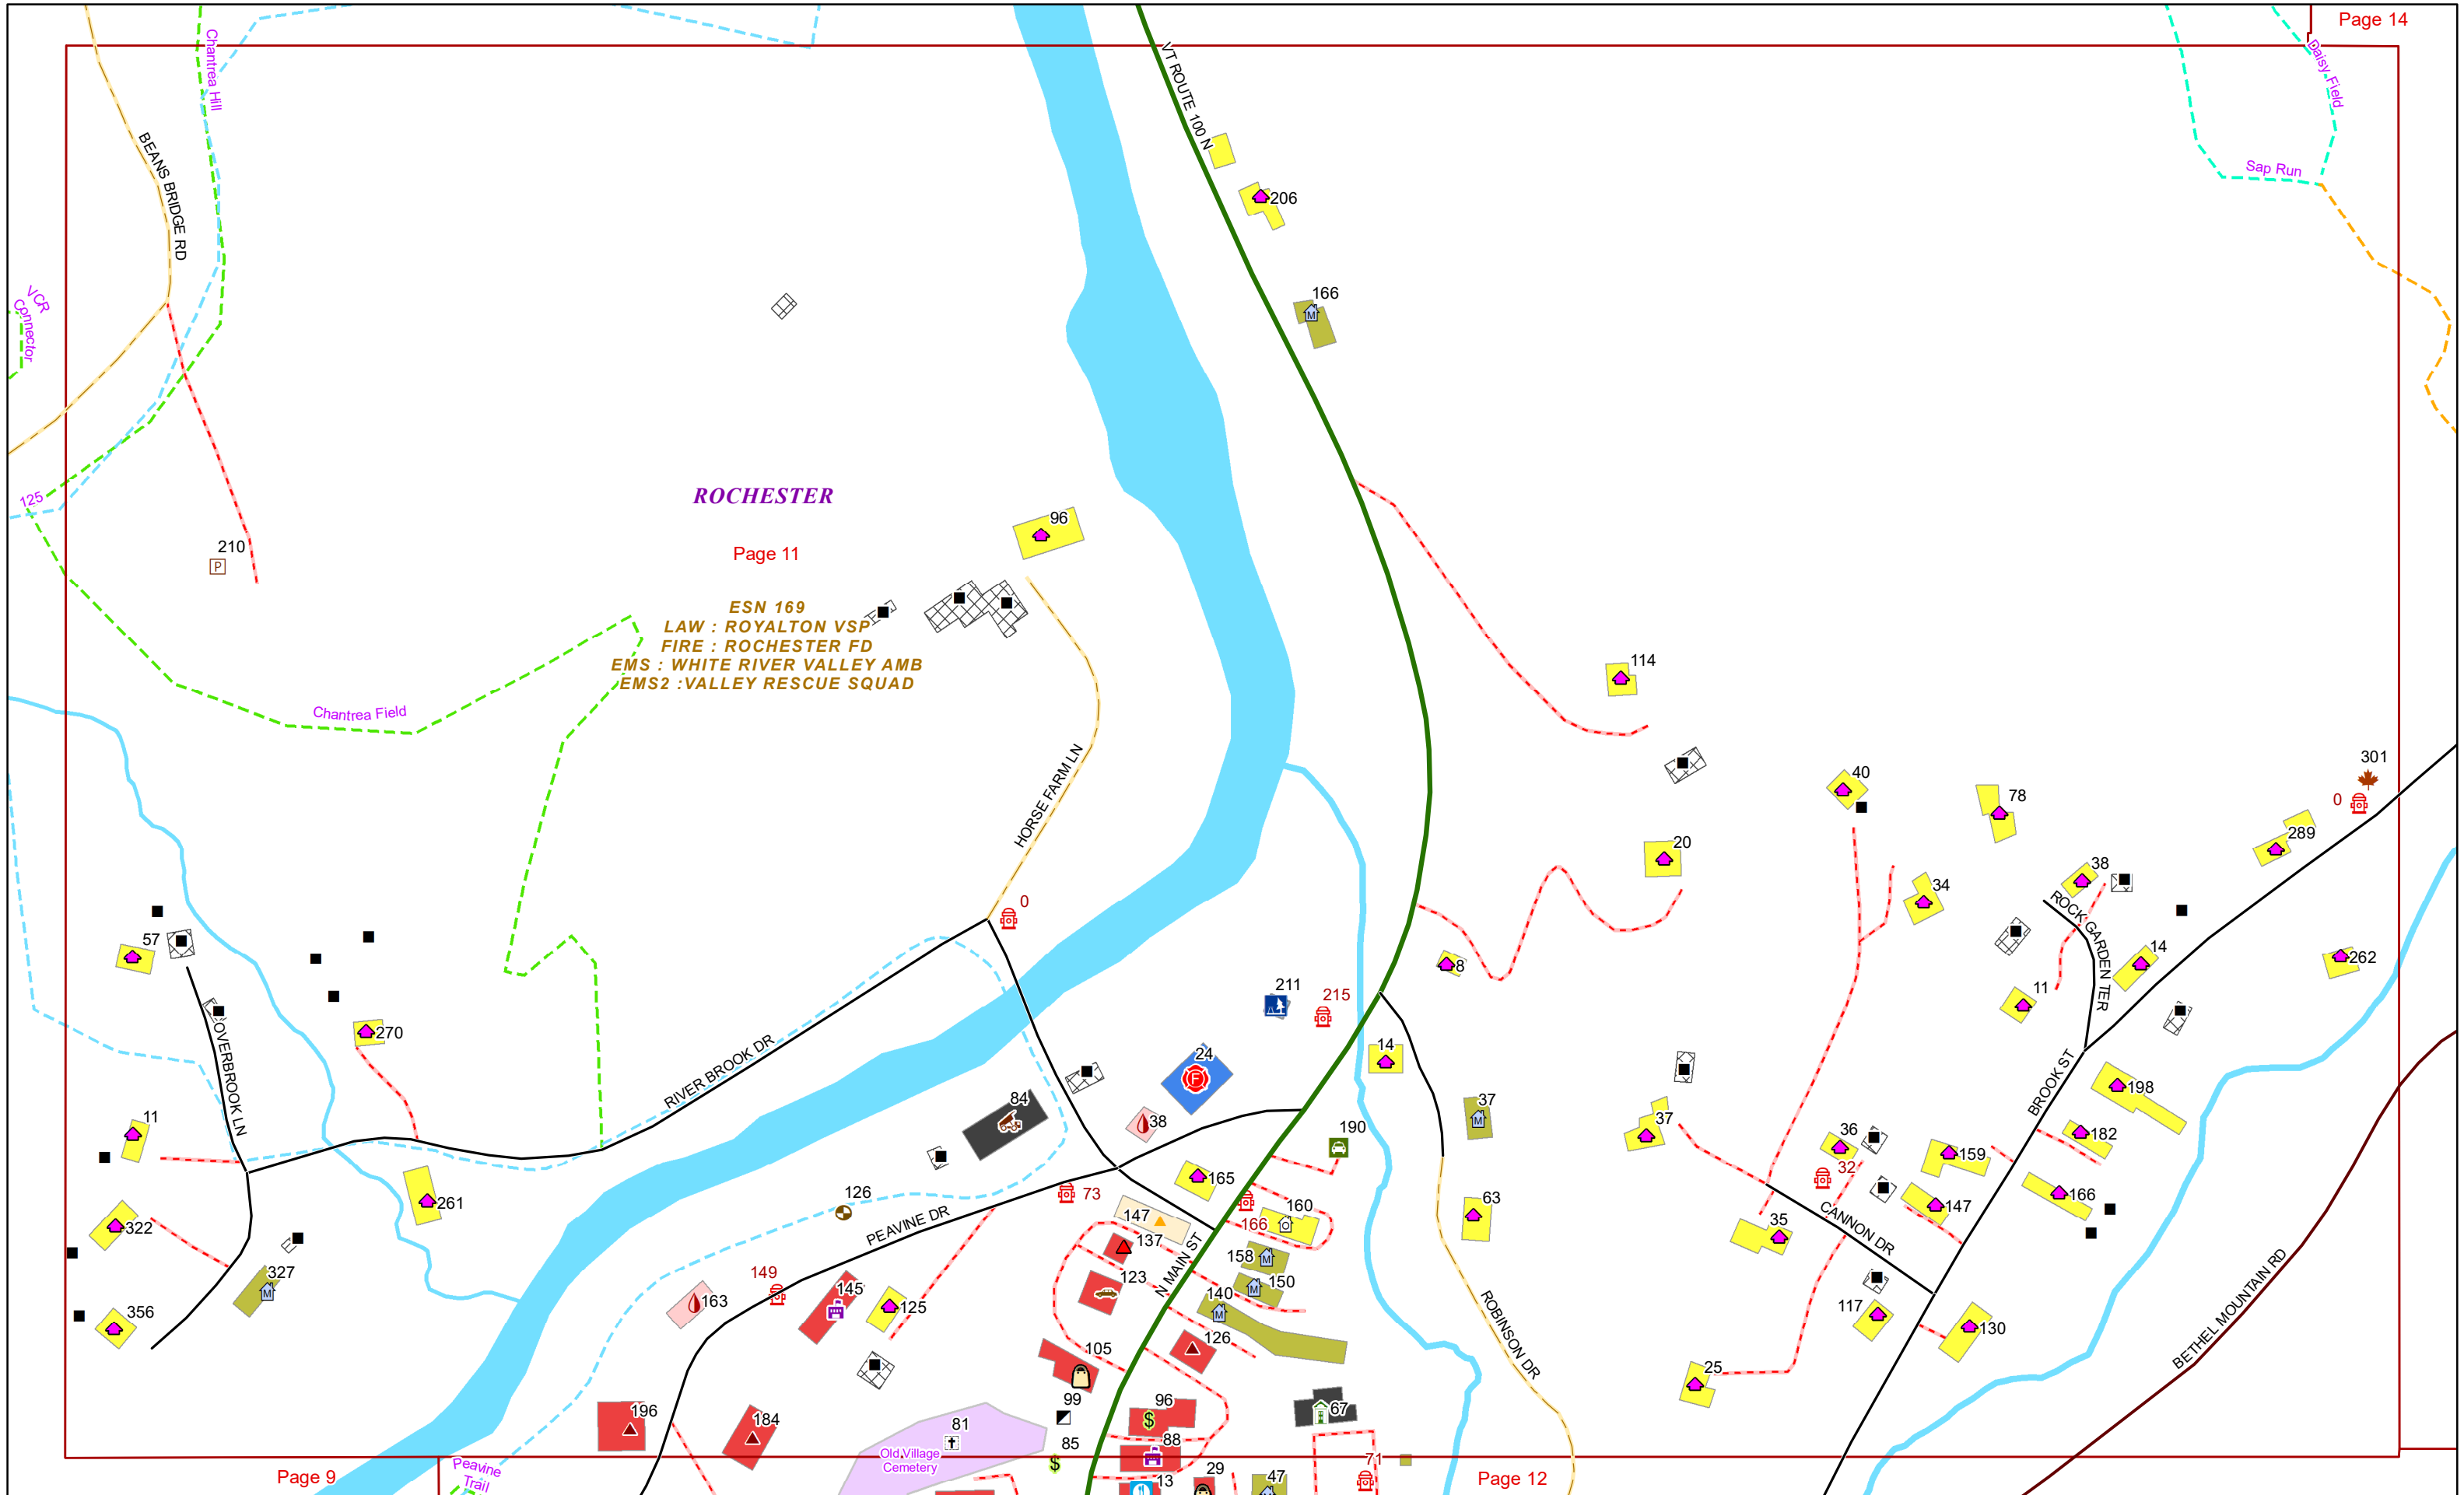 Page 14
Chantrea Hill
VT ROUTE 100 N
Daisy Field
BEANS BRIDGE RD
Sap Run
206
VCR
Connector
166
125
ROCHESTER
96
210
P
Page 11
ESN 169
LAW : ROYALTON VSP
FIRE : ROCHESTER FD
EMS : WHITE RIVER VALLEY AMB
EMS2 :VALLEY RESCUE SQUAD
114
Chantrea Field
HORSE FARM LN
301
40
0
78
289
20
38
34
0
ROCK GARDEN TER
57
14
262
8
211
215
11
270
OVERBROOK LN
RIVER BROOK DR
24
F
14
198
BROOK ST
84
38
37
37
11
190
36
182
159
165
32
73
126
261
63
147
166
160
147
166
322
PEAVINE DR
CANNON DR
35
137
N MAIN ST
158
M
327
M
149
145
123
150
M
163
125
140
M
ROBINSON DR
BETHEL MOUNTAIN RD
356
117
130
126
105
25
196
184
99
96
$
67
81
Old Village
Cemetery
88
85
$
71
Page 9
Peavine
Trail
13
29
47
Page 12